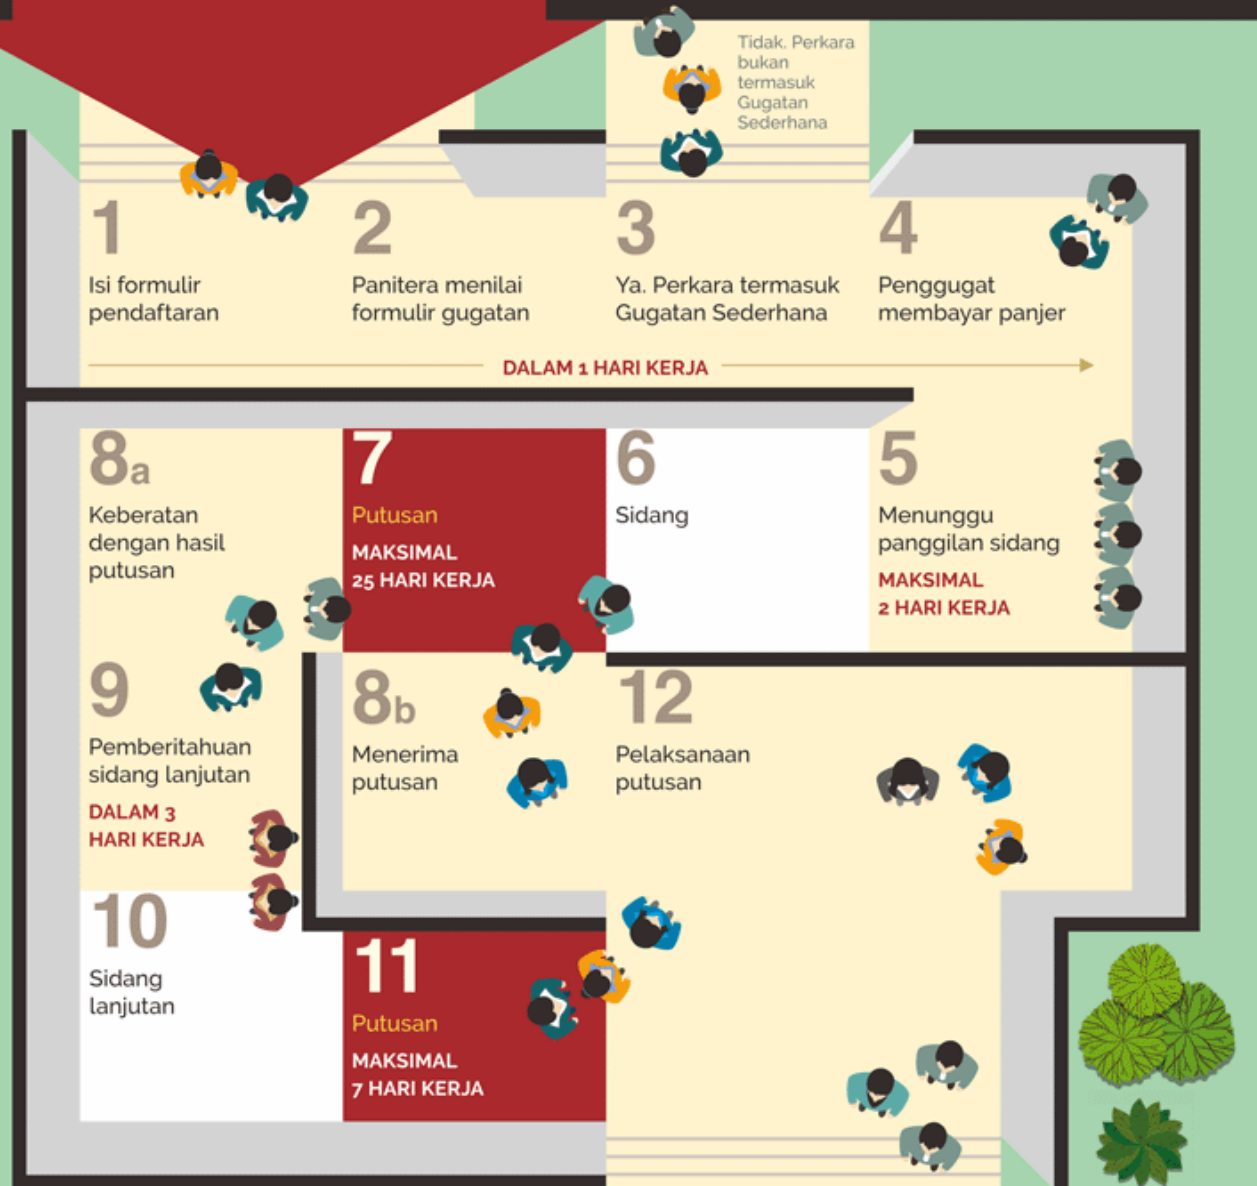 Tidak. Perkara
bukan
termasuk
Gugatan
Sederhana
1
Isi formulir
pendaftaran
2
Panitera menilai
formulir gugatan
3
Ya. Perkara termasuk
Gugatan Sederhana
4
Penggugat
membayar panjer
DALAM 1 HARI KERJA
5
Menunggu
panggilan sidang
MAKSIMAL
2 HARI KERJA
6
Sidang
7
Putusan
MAKSIMAL
25 HARI KERJA
8a
Keberatan
dengan hasil
putusan
8b
Menerima
putusan
9
Pemberitahuan
sidang lanjutan
DALAM 3
HARI KERJA
10
Sidang
lanjutan
11
Putusan
MAKSIMAL
7 HARI KERJA
12
Pelaksanaan
putusan